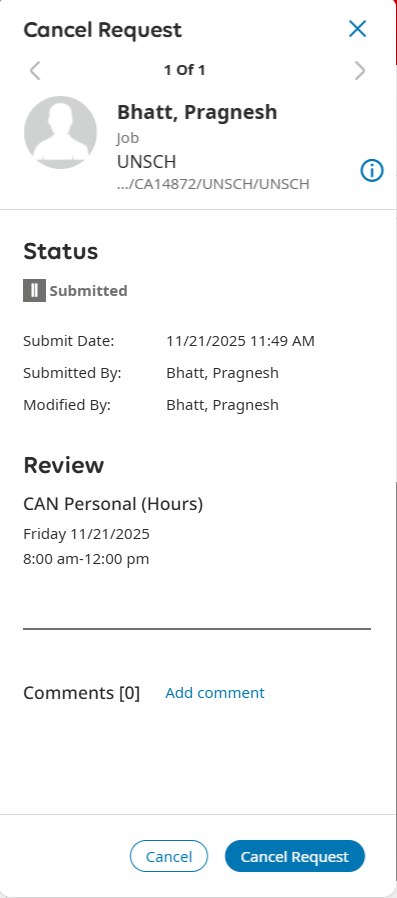 Cancel Request
1 Of 1
Bhatt, Pragnesh
Job
UNSCH
.../CA14872/UNSCH/UNSCH
Status
Submitted
Submit Date: 11/21/2025 11:49 AM
Submitted By: Bhatt, Pragnesh
Modified By: Bhatt, Pragnesh
Review
CAN Personal (Hours)
Friday 11/21/2025
8:00 am-12:00 pm
Comments [0] Add comment
Cancel Cancel Request